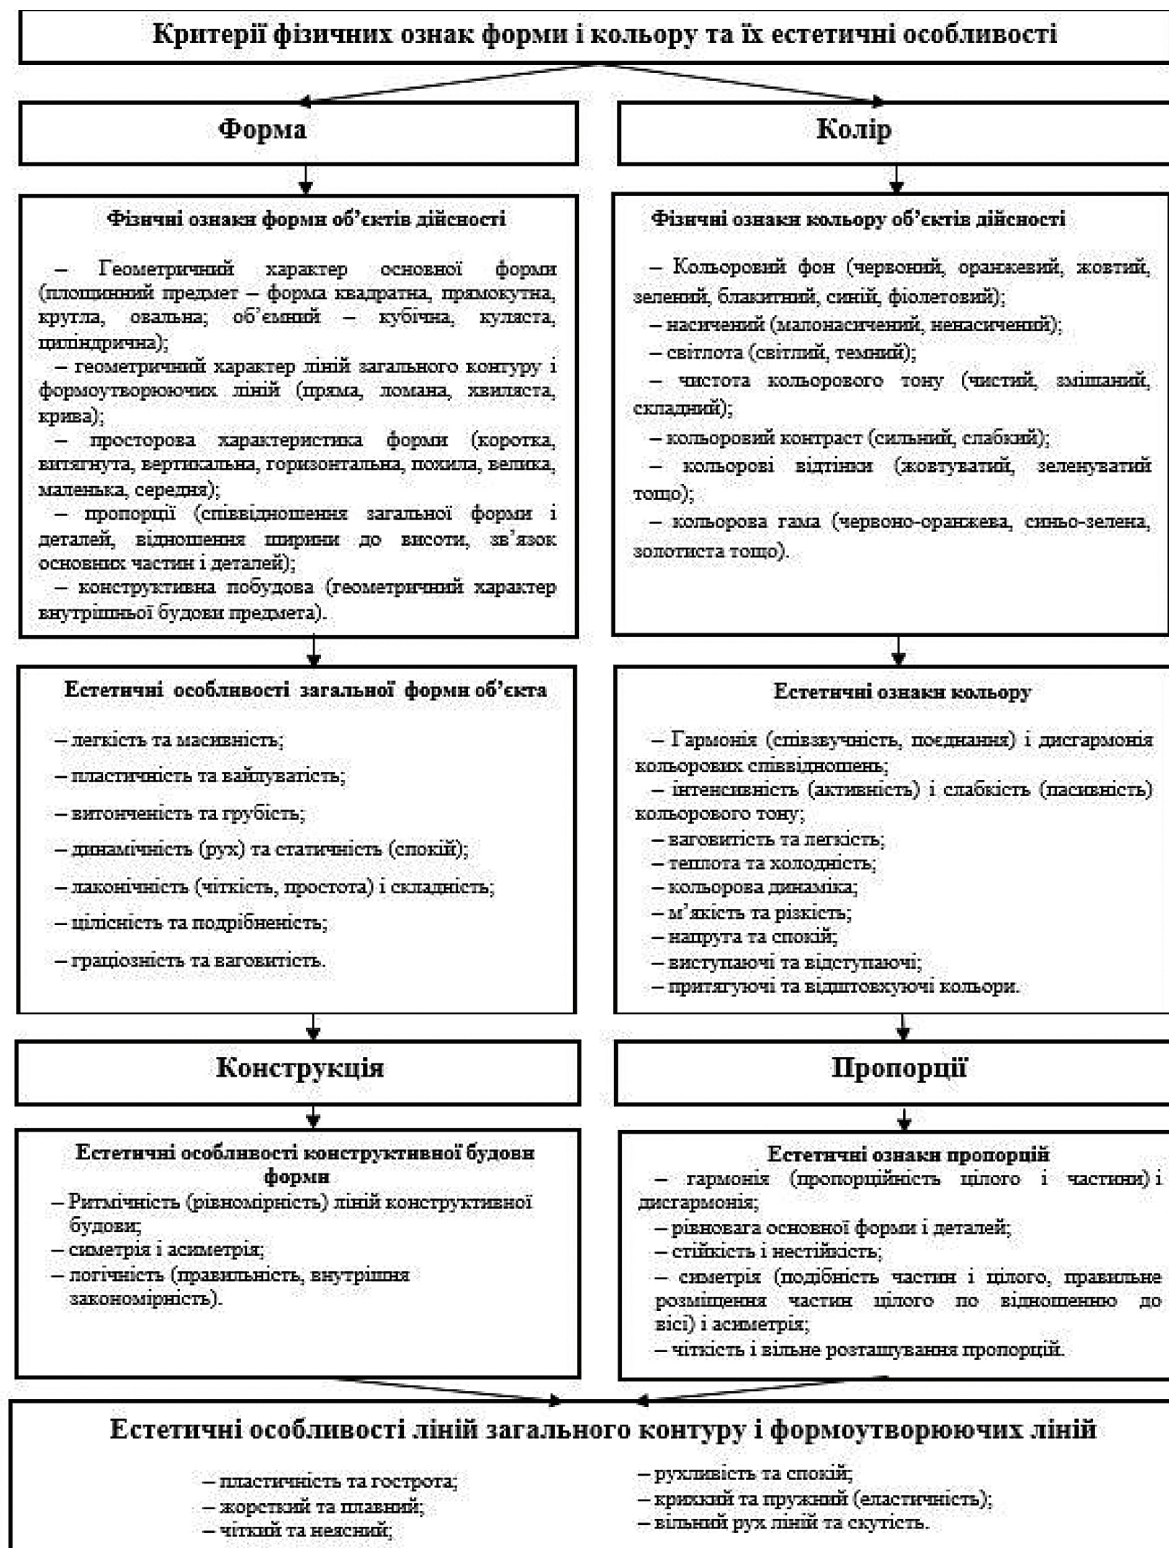 Критерії фізичних ознак форми і кольору та їх естетичні особливості
Форма
Колір
Фізичні ознаки форми об’єктів дійсності
– Геометричний характер основної форми
(площинний предмет – форма квадратна, прямокутна,
кругла, овальна; об’ємний – кубічна, куляста,
циліндрична);
– геометричний характер ліній загального контуру і
формоутворюючих ліній (пряма, ломана, хвиляста,
крива);
– просторова характеристика форми (коротка,
витягнута, вертикальна, горизонтальна, похила, велика,
маленька, середня);
– пропорції (співвідношення загальної форми і
деталей, відношення ширини до висоти, зв’язок
основних частин і деталей);
– конструктивна побудова (геометричний характер
внутрішньої будови предмета).
Фізичні ознаки кольору об’єктів дійсності
– Кольоровий фон (червоний, оранжевий, жовтий,
зелений, блакитний, синій, фіолетовий);
– насичений (малонасичений, ненасичений);
– світлота (світлий, темний);
– чистота кольорового тону (чистий, змішаний,
складний);
– кольоровий контраст (сильний, слабкий);
– кольорові відтінки (жовтуватий, зеленуватий
тощо);
– кольорова гама (червоно-оранжева, синьо-зелена,
золотиста тощо).
Естетичні особливості загальної форми об’єкта
– легкість та масивність;
– пластичність та вайлуватість;
– витонченість та грубість;
– динамічність (рух) та статичність (спокій);
– лаконічність (чіткість, простота) і складність;
– цілісність та подрібненість;
– граціозність та ваговитість.
Естетичні ознаки кольору
– Гармонія (співзвучність, поєднання) і дисгармонія
кольорових співвідношень;
– інтенсивність (активність) і слабкість (пасивність)
кольорового тону;
– ваговитість та легкість;
– теплота та холодність;
– кольорова динаміка;
– м’якість та різкість;
– напруга та спокій;
– виступаючі та відступаючі;
– притягуючі та відштовхуючі кольори.
Конструкція
Пропорції
Естетичні особливості конструктивної будови
форми
– Ритмічність (рівномірність) ліній конструктивної
будови;
– симетрія і асиметрія;
– логічність (правильність, внутрішня
закономірність).
Естетичні ознаки пропорцій
– гармонія (пропорційність цілого і частини) і
дисгармонія;
– рівновага основної форми і деталей;
– стійкість і нестійкість;
– симетрія (подібність частин і цілого, правильне
розміщення частин цілого по відношенню до
вісі) і асиметрія;
– чіткість і вільне розташування пропорцій.
Естетичні особливості ліній загального контуру і формоутворюючих ліній
– пластичність та гострота;
– жорсткий та плавний;
– чіткий та неясний;
– рухливість та спокій;
– крихкий та пружний (еластичність);
– вільний рух ліній та скутість.